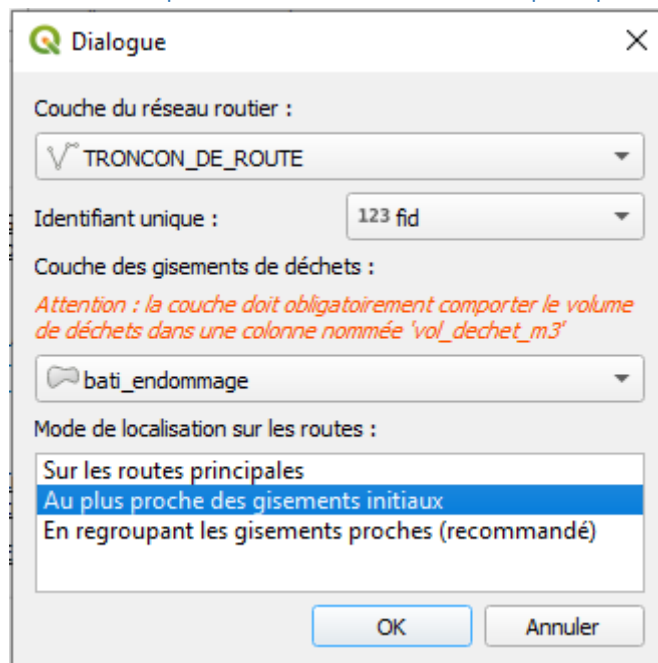 Dialogue
Couche du réseau routier :
TRONCON_DE_ROUTE
Identifiant unique :
123 fid
Couche des gisements de déchets :
Attention : la couche doit obligatoirement comporter le volume
de déchets dans une colonne nommée 'vol_dechet_m3'
bati_endommage
Mode de localisation sur les routes :
Sur les routes principales
Au plus proche des gisements initiaux
En regroupant les gisements proches (recommandé)
OK
Annuler